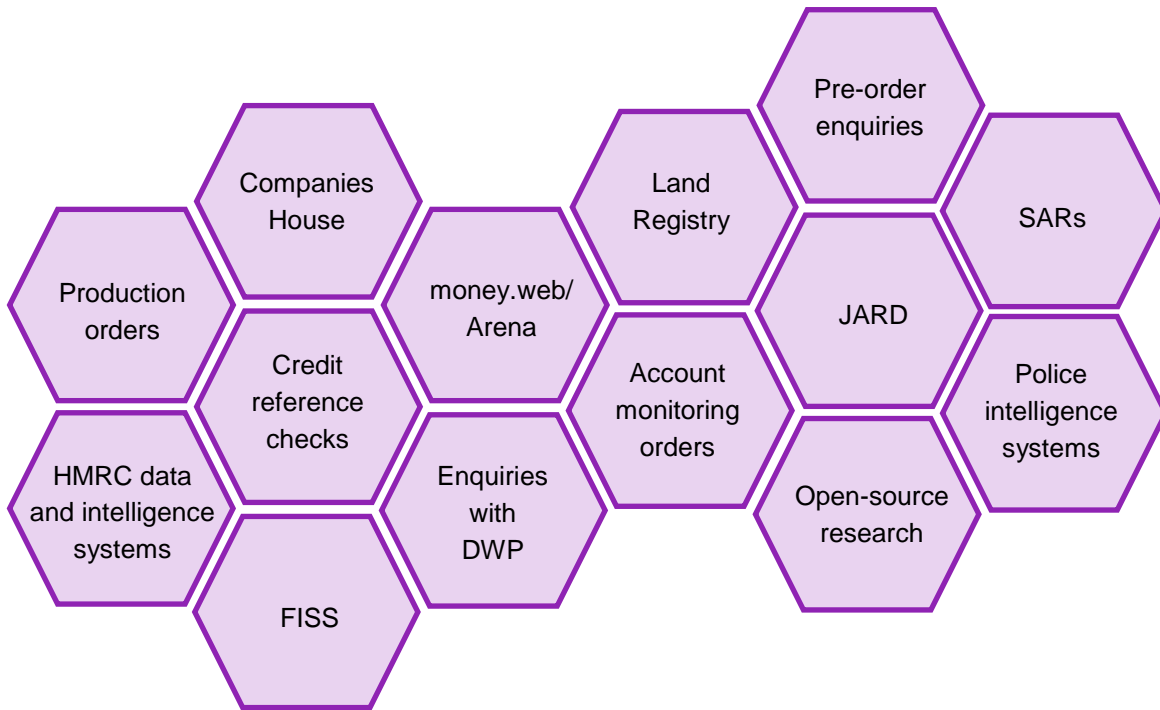 Pre-order
enquiries
Companies
House
Land
Registry
SARs
Production
orders
money.web/
Arena
JARD
Credit
reference
checks
Account
monitoring
orders
Police
intelligence
systems
HMRC data
and intelligence
systems
Enquiries
with
DWP
Open-source
research
FISS